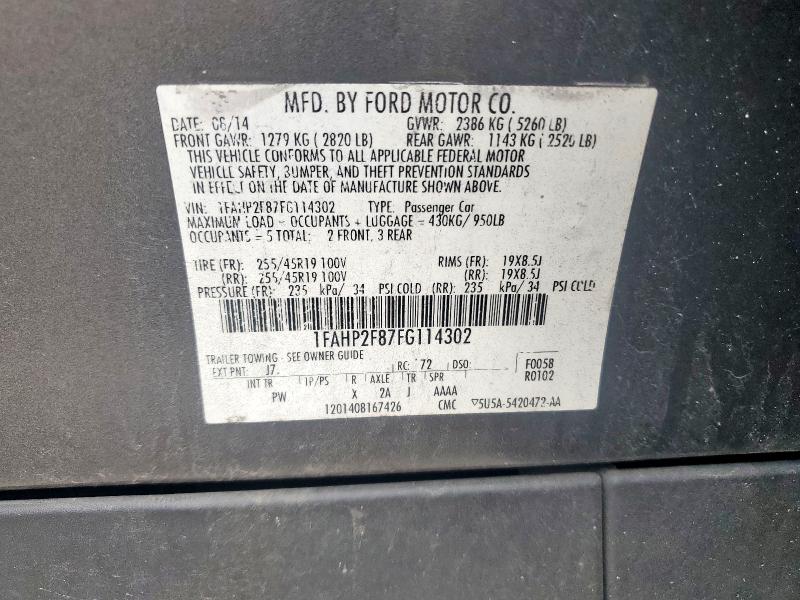 MFD. BY FORD MOTOR CO.
DATE: 08/14 GVWR: 2386 KG ( 5260 LB)
FRONT GAWR: 1279 KG ( 2820 LB) REAR GAWR: 1143 KG ( 2520 LB)
THIS VEHICLE CONFORMS TO ALL APPLICABLE FEDERAL MOTOR
VEHICLE SAFETY, BUMPER, AND THEFT PREVENTION STANDARDS
IN EFFECT ON THE DATE OF MANUFACTURE SHOWN ABOVE.
VIN: 1FAHP2F87FG114302 TYPE: Passenger Car
MAXIMUM LOAD = OCCUPANTS + LUGGAGE = 430KG/ 950LB
OCCUPANTS = 5 TOTAL: 2 FRONT, 3 REAR
TIRE (FR): 255/45R19 100V RIMS (FR): 19X8.5J
(RR): 255/45R19 100V (RR): 19X8.5J
PRESSURE (FR): 235 kPa/ 34 PSI COLD (RR): 235 kPa/ 34 PSI COLD
1FAHP2F87FG114302
TRAILER TOWING - SEE OWNER GUIDE
EXT PNT: J7 RC: 72 DSO: F0058
INT TR TP/PS R AXLE TR SPR R0102
PW X 2A J AAAA
1201408167426 CMC ▽5U5A-5420472-AA